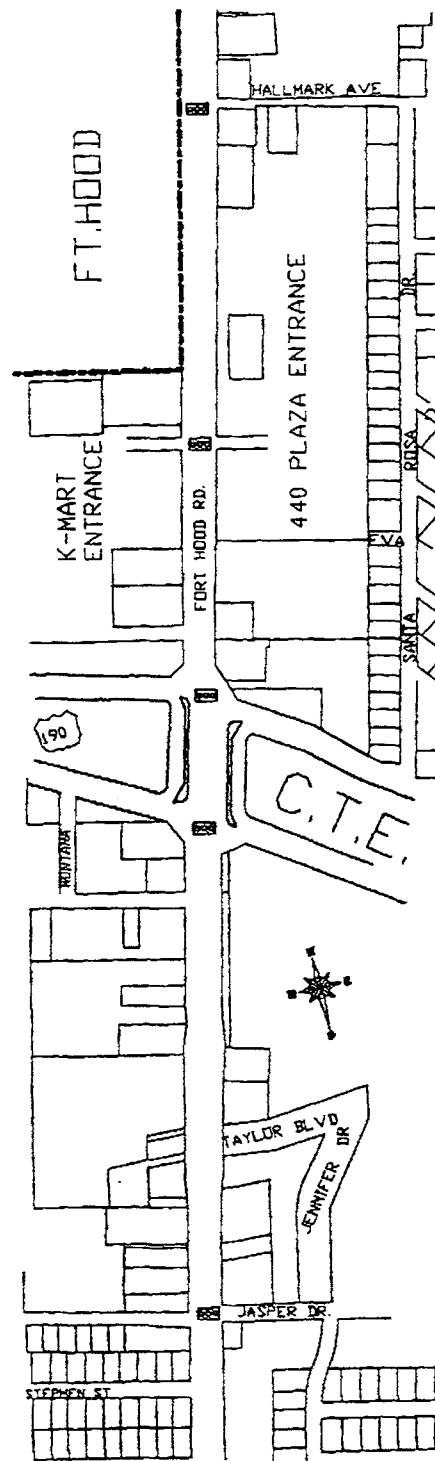 HALLMARK AVE
FT.HOOD
440 PLAZA ENTRANCE
DR
ROSA
EVA
SANTA
K-MART
ENTRANCE
FORT HOOD RD.
190
C.T.E.
MONTANA
TAYLOR BLVD
JENNIFER DR
JASPER DR.
STEPHEN ST